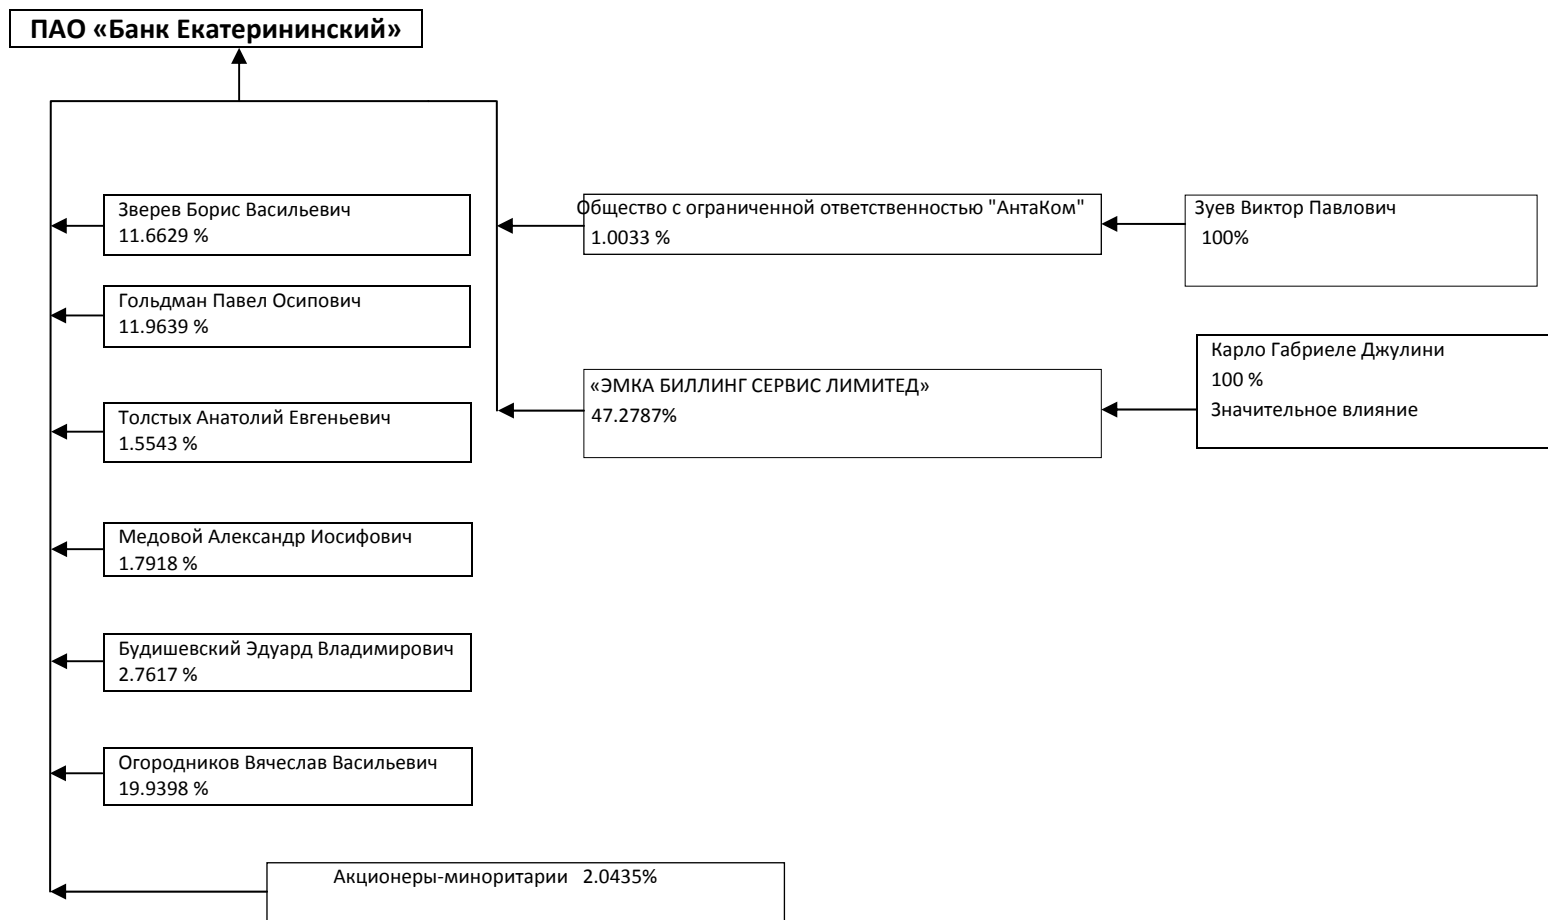 ПАО «Банк Екатерининский»
Зверев Борис Васильевич
11.6629 %
Общество с ограниченной ответственностью "АнтаКом"
1.0033 %
Зуев Виктор Павлович
100%
Гольдман Павел Осипович
11.9639 %
Карло Габриеле Джулини
100 %
Значительное влияние
«ЭМКА БИЛЛИНГ СЕРВИС ЛИМИТЕД»
47.2787%
Толстых Анатолий Евгеньевич
1.5543 %
Медовой Александр Иосифович
1.7918 %
Будишевский Эдуард Владимирович
2.7617 %
Огородников Вячеслав Васильевич
19.9398 %
Акционеры-миноритарии 2.0435%